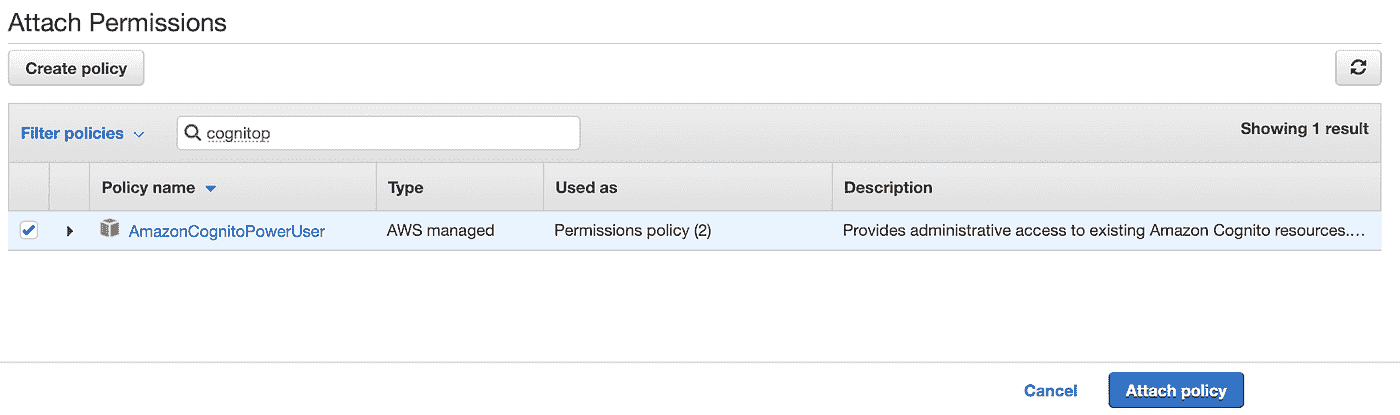 Attach Permissions
Create policy
Filter policies cognitop Showing 1 result
Policy name Type Used as Description
AmazonCognitoPowerUser AWS managed Permissions policy (2) Provides administrative access to existing Amazon Cognito resources....
Cancel Attach policy